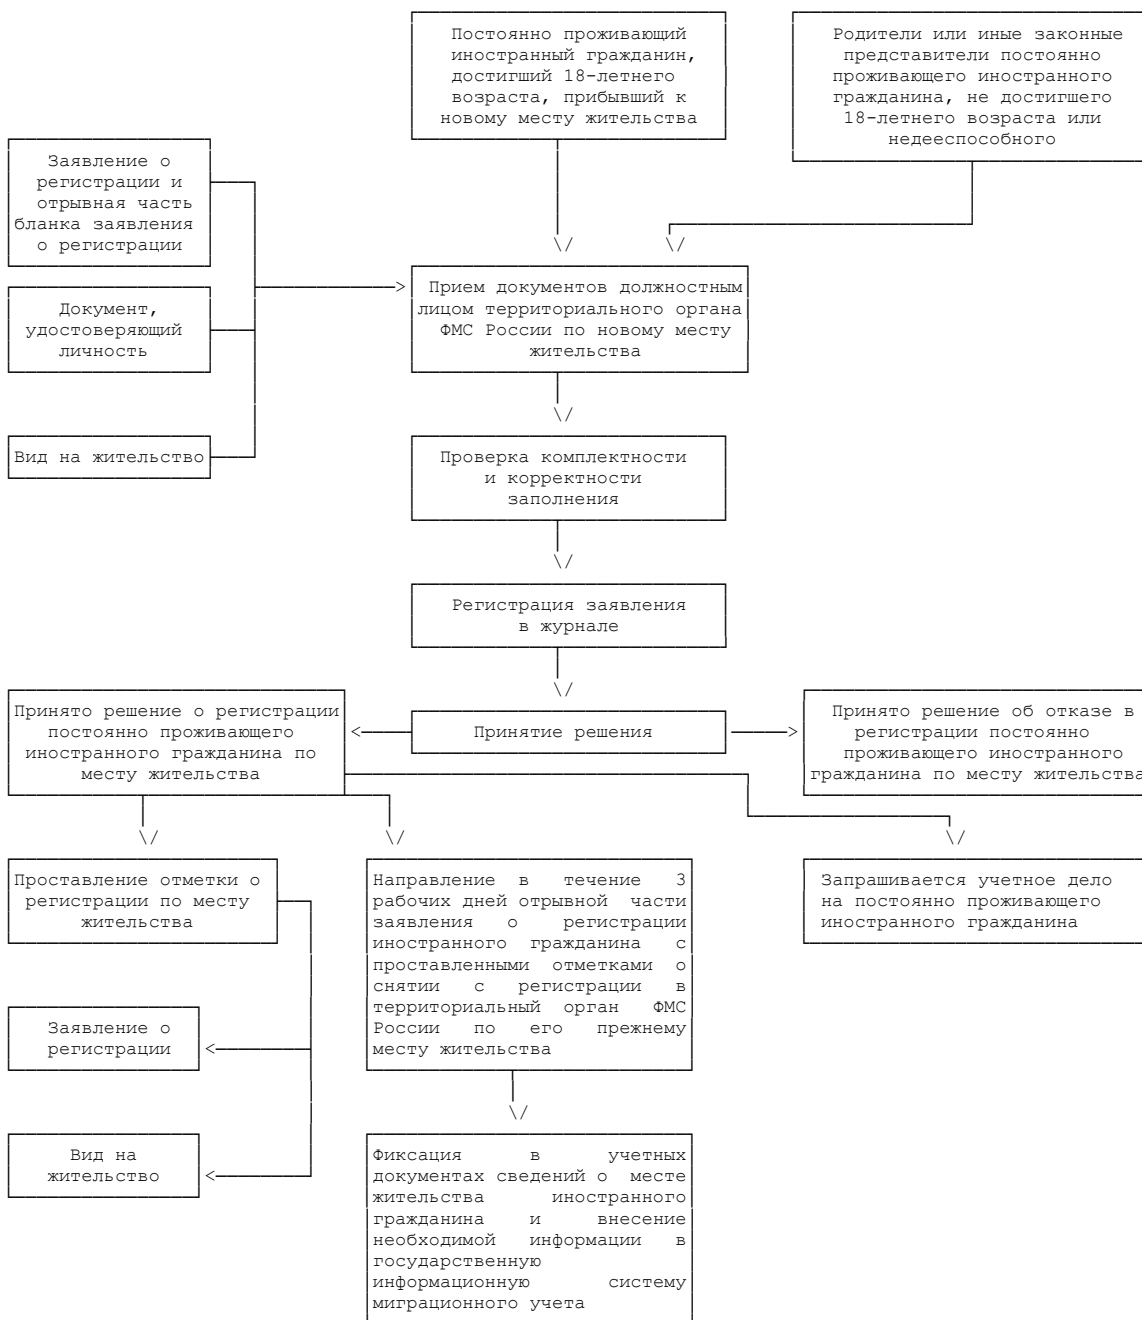 Постоянно проживающий
иностранный гражданин,
достигший 18-летнего
возраста, прибывший к
новому месту жительства
Родители или иные законные
представители постоянно
проживающего иностранного
гражданина, не достигшего
18-летнего возраста или
недееспособного
Заявление о
регистрации и
отрывная часть
бланка заявления
о регистрации
Документ,
удостоверяющий
личность
Вид на жительство
Прием документов должностным
лицом территориального органа
ФМС России по новому месту
жительства
Проверка комплектности
и корректности
заполнения
Регистрация заявления
в журнале
Принято решение о регистрации
постоянно проживающего
иностранного гражданина по
месту жительства
Принятие решения
Принято решение об отказе в
регистрации постоянно
проживающего иностранного
гражданина по месту жительства
Проставление отметки о
регистрации по месту
жительства
Направление в течение 3
рабочих дней отрывной части
заявления о регистрации
иностранного гражданина с
проставленными отметками о
снятии с регистрации в
территориальный орган ФМС
России по его прежнему
месту жительства
Запрашивается учетное дело
на постоянно проживающего
иностранного гражданина
Заявление о
регистрации
Вид на
жительство
Фиксация в учетных
документах сведений о месте
жительства иностранного
гражданина и внесение
необходимой информации в
государственную
информационную систему
миграционного учета